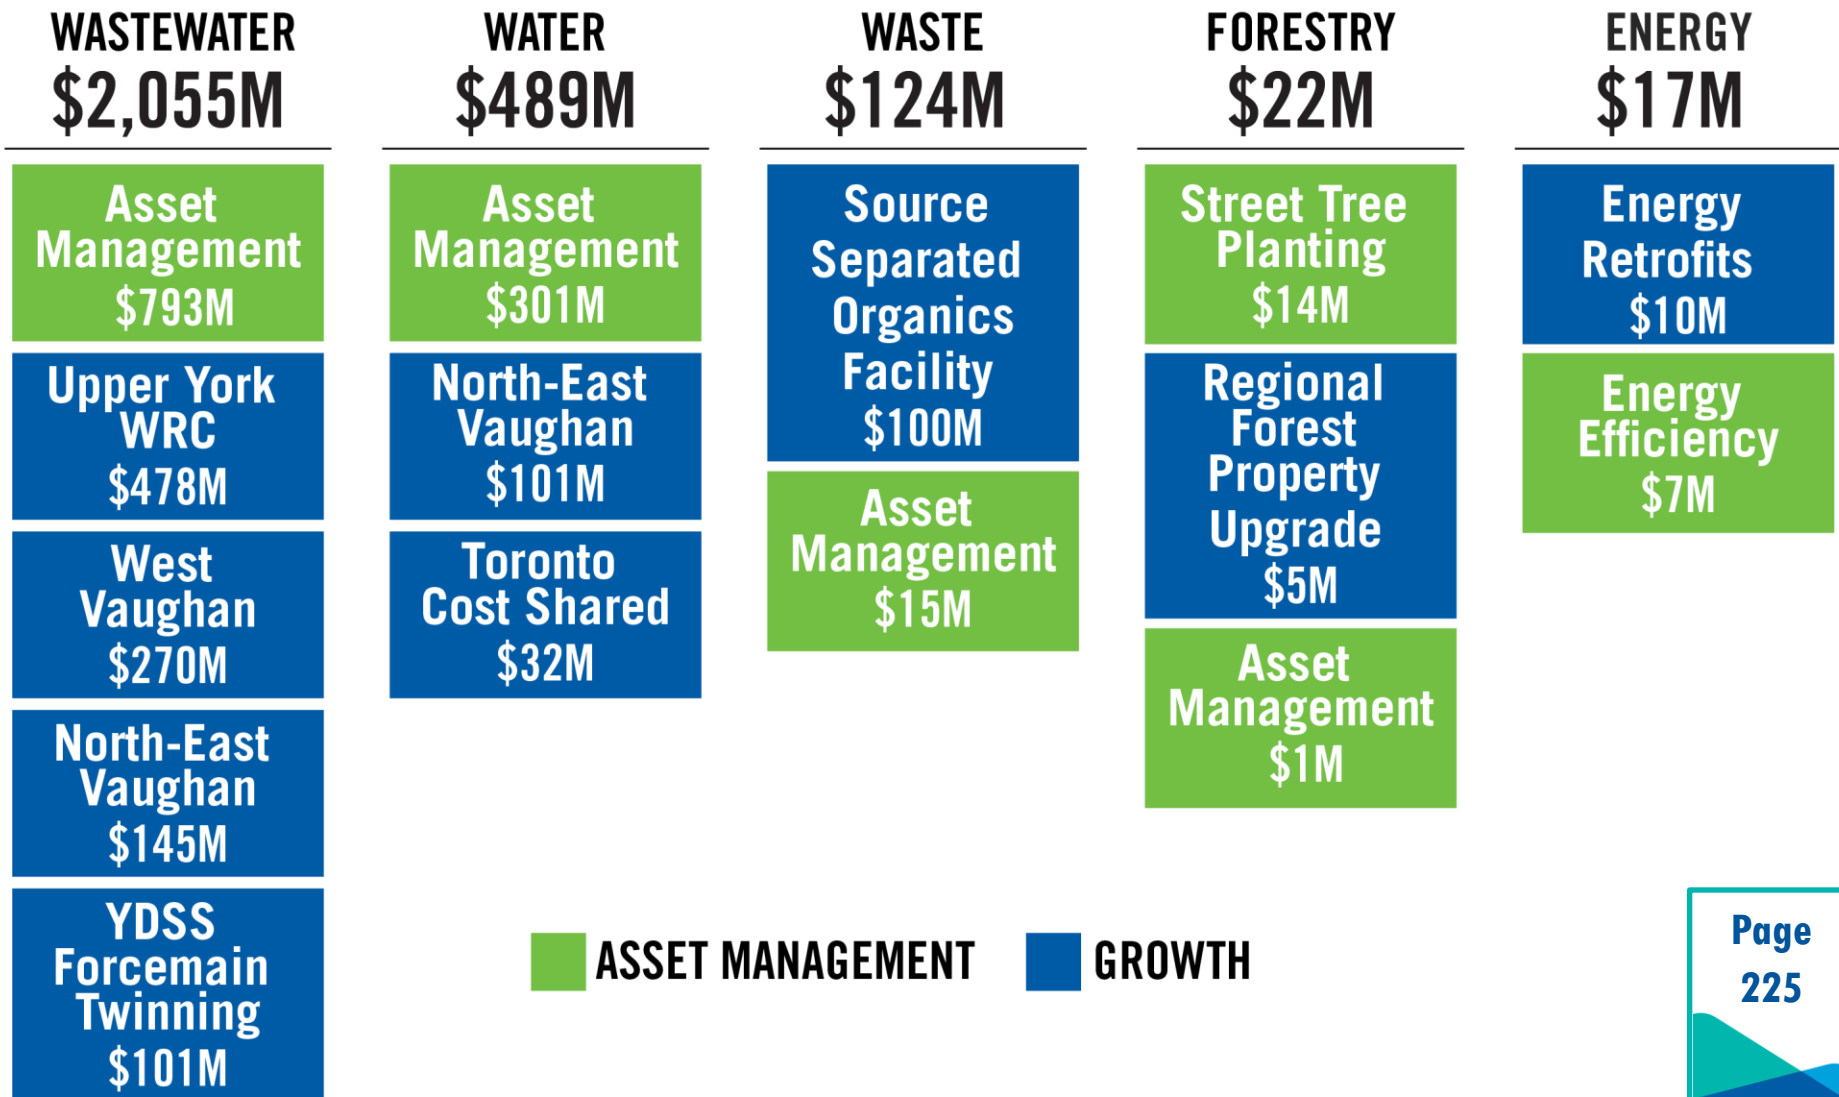 WASTEWATER
$2,055M
Asset
Management
$793M
Upper York
WRC
$478M
West
Vaughan
$270M
North-East
Vaughan
$145M
YDSS
Forcemain
Twinning
$101M
WATER
$489M
Asset
Management
$301M
North-East
Vaughan
$101M
Toronto
Cost Shared
$32M
WASTE
$124M
Source
Separated
Organics
Facility
$100M
Asset
Management
$15M
FORESTRY
$22M
Street Tree
Planting
$14M
Regional
Forest
Property
Upgrade
$5M
Asset
Management
$1M
ENERGY
$17M
Energy
Retrofits
$10M
Energy
Efficiency
$7M
ASSET MANAGEMENT
GROWTH
Page
225